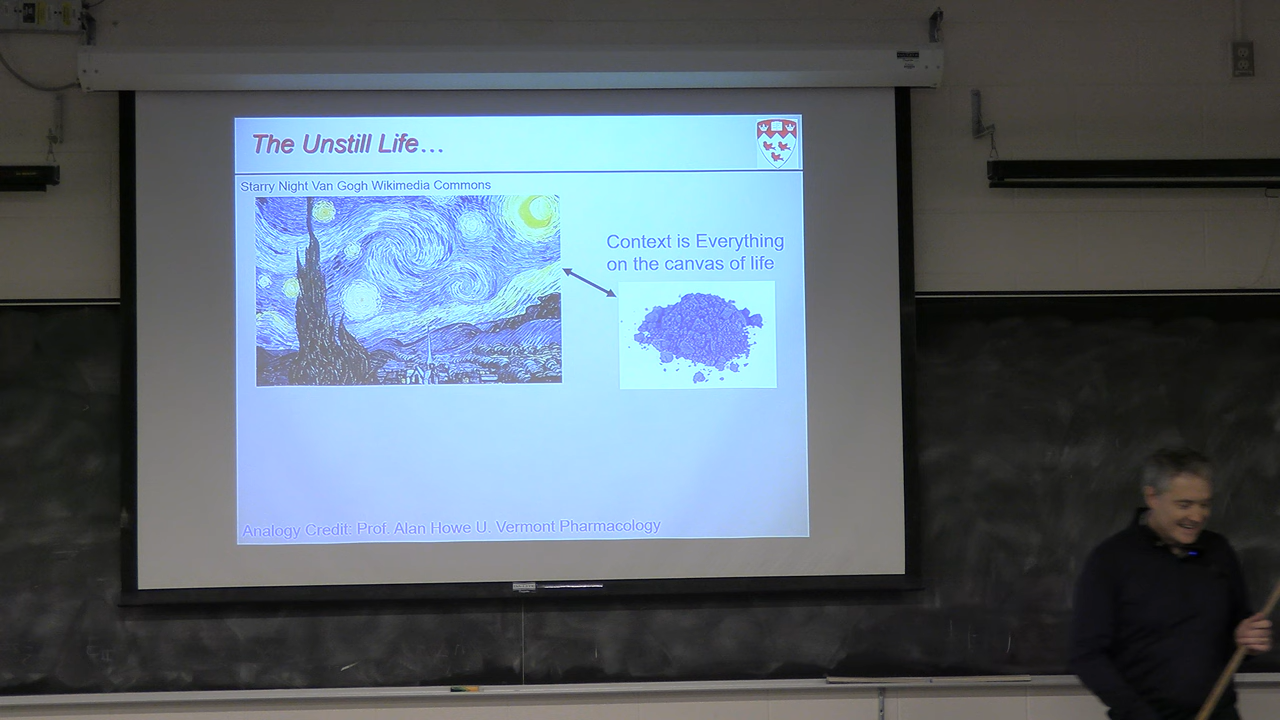 The Unstill Life...
Starry Night Van Gogh Wikimedia Commons
Context is Everything
on the canvas of life
Analogy Credit: Prof. Alan Howe U. Vermont Pharmacology